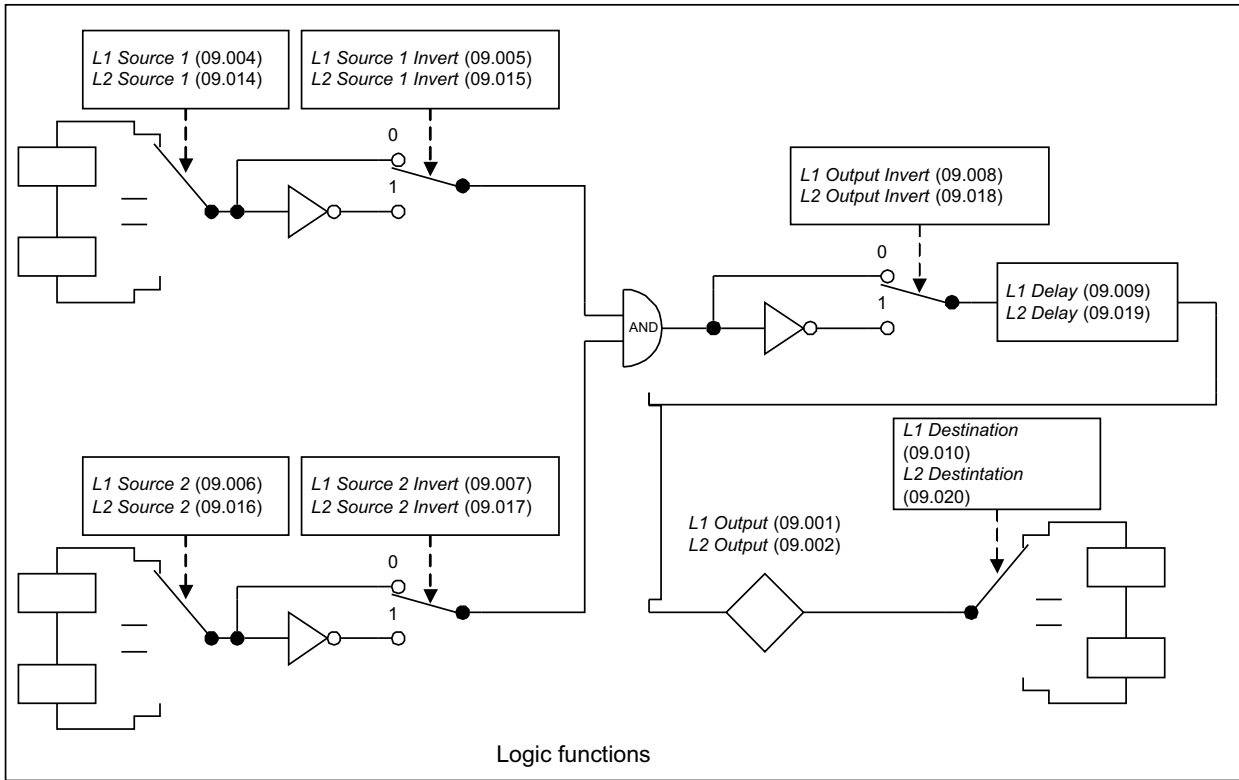 L1 Source 1 (09.004)
L2 Source 1 (09.014)
L1 Source 1 Invert (09.005)
L2 Source 1 Invert (09.015)
0
1
L1 Output Invert (09.008)
L2 Output Invert (09.018)
0
1
L1 Delay (09.009)
L2 Delay (09.019)
AND
L1 Source 2 (09.006)
L2 Source 2 (09.016)
L1 Source 2 Invert (09.007)
L2 Source 2 Invert (09.017)
0
1
L1 Output (09.001)
L2 Output (09.002)
L1 Destination
(09.010)
L2 Destintation
(09.020)
Logic functions